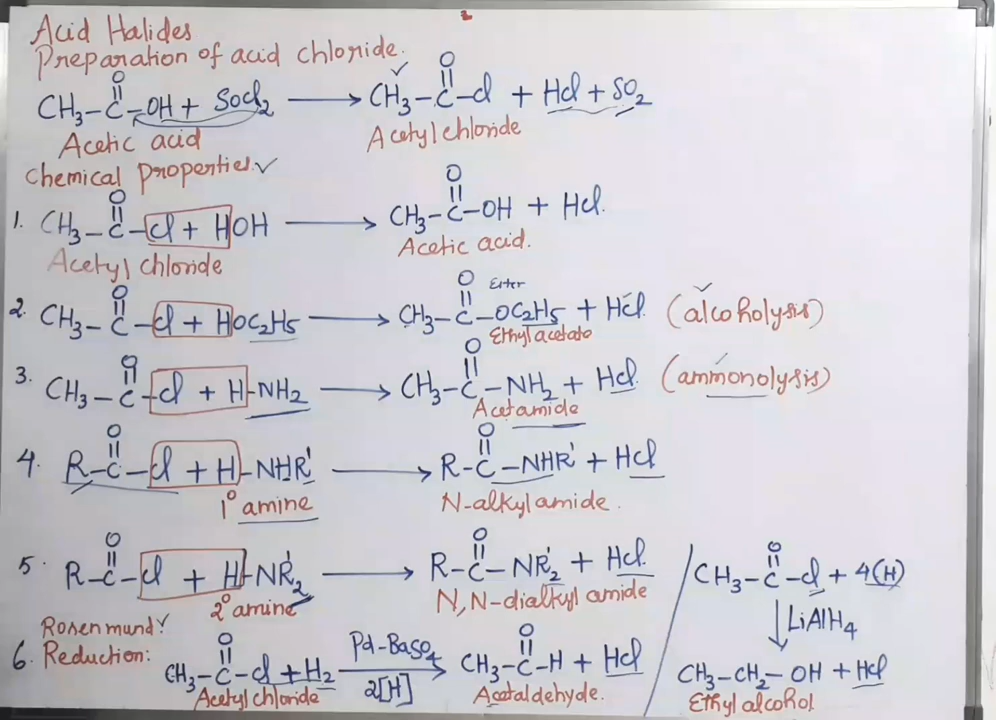 2
Acid Halides
Preparation of acid chloride.
CH₃–C(=O)–OH + SOCl₂ ⟶ CH₃–C(=O)–Cl + HCl + SO₂
Acetic acid Acetyl chloride
Chemical properties ✓
1. CH₃–C(=O)–Cl + HOH ⟶ CH₃–C(=O)–OH + HCl.
Acetyl chloride Acetic acid.
2. CH₃–C(=O)–Cl + HOC₂H₅ ⟶ CH₃–C(=O)–OC₂H₅ + HCl (alcoholysis)
Ester
Ethyl acetate
3. CH₃–C(=O)–Cl + H–NH₂ ⟶ CH₃–C(=O)–NH₂ + HCl (ammonolysis)
Acetamide
4. R–C(=O)–Cl + H–NHR' ⟶ R–C(=O)–NHR' + HCl
1° amine N-alkyl amide.
5. R–C(=O)–Cl + H–NR'₂ ⟶ R–C(=O)–NR'₂ + HCl
2° amine N,N-dialkyl amide
Rosenmund ✓
6. Reduction: CH₃–C(=O)–Cl + H₂ ⟶ CH₃–C(=O)–H + HCl
Pd-BaSO₄
2[H]
Acetyl chloride Acetaldehyde.
CH₃–C(=O)–Cl + 4(H)
↓ LiAlH₄
CH₃–CH₂–OH + HCl
Ethyl alcohol